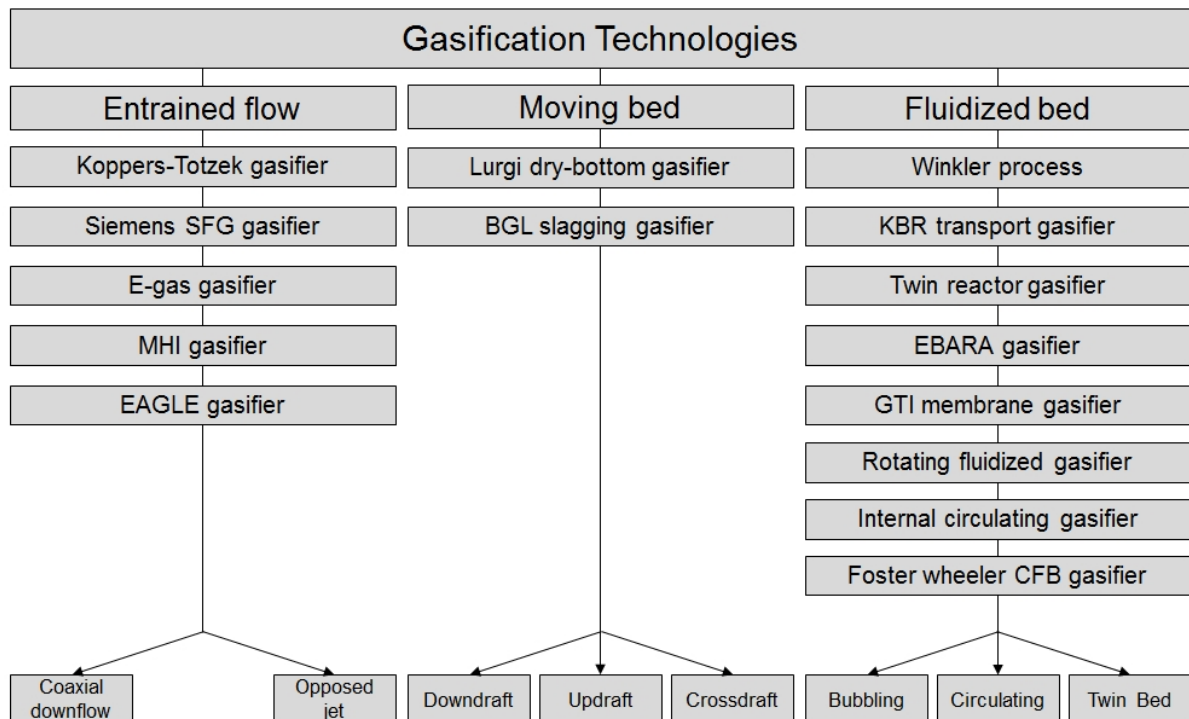 Gasification Technologies
Entrained flow
Koppers-Totzek gasifier
Siemens SFG gasifier
E-gas gasifier
MHI gasifier
EAGLE gasifier
Coaxial
downflow
Opposed
jet
Moving bed
Lurgi dry-bottom gasifier
BGL slagging gasifier
Downdraft
Updraft
Crossdraft
Fluidized bed
Winkler process
KBR transport gasifier
Twin reactor gasifier
EBARA gasifier
GTI membrane gasifier
Rotating fluidized gasifier
Internal circulating gasifier
Foster wheeler CFB gasifier
Bubbling
Circulating
Twin Bed